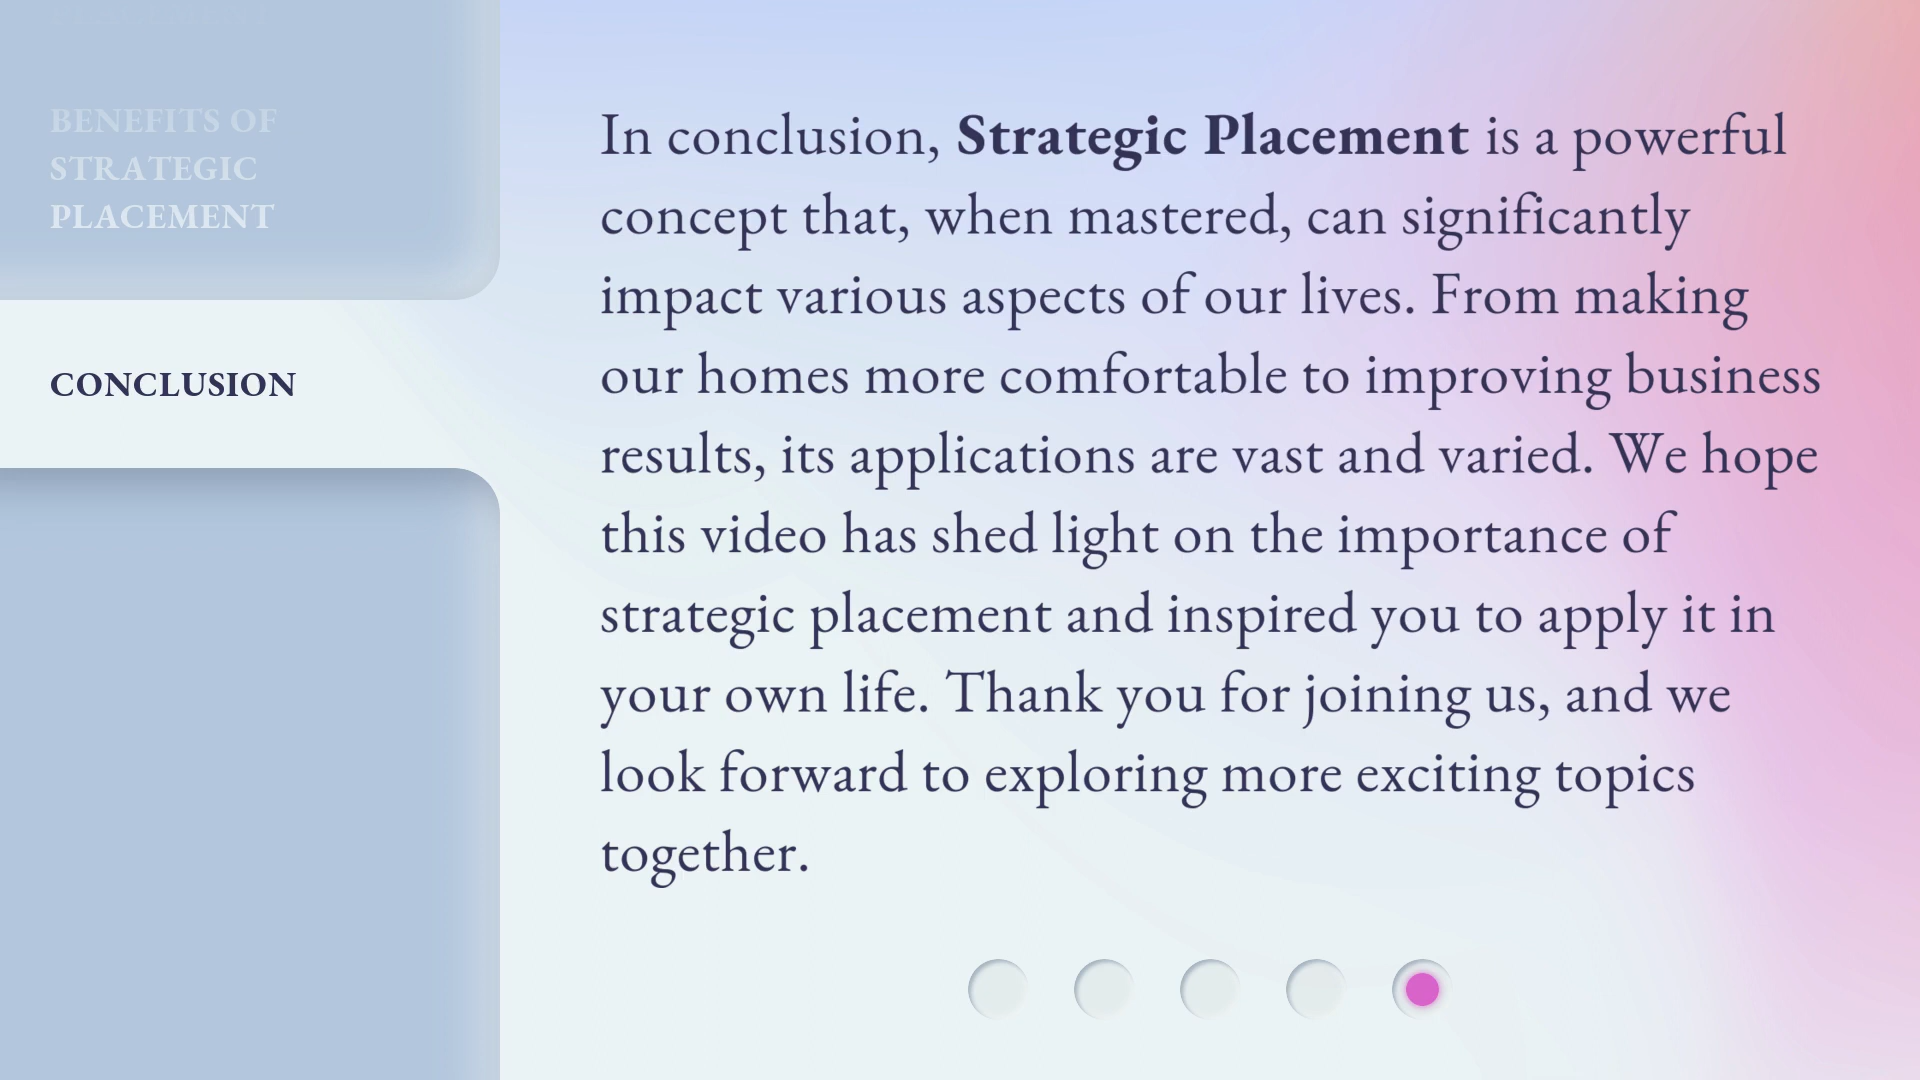 BENEFITS OF
STRATEGIC
PLACEMENT
CONCLUSION
In conclusion, Strategic Placement is a powerful
concept that, when mastered, can significantly
impact various aspects of our lives. From making
our homes more comfortable to improving business
results, its applications are vast and varied. We hope
this video has shed light on the importance of
strategic placement and inspired you to apply it in
your own life. Thank you for joining us, and we
look forward to exploring more exciting topics
together.